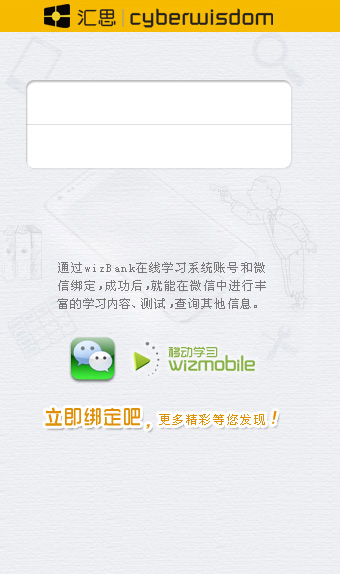 汇思 cyberwisdom
通过wizBank在线学习系统账号和微
信绑定,成功后,就能在微信中进行丰
富的学习内容、测试,查询其他信息。
移动学习
wizmobile
立即绑定吧,更多精彩等您发现!